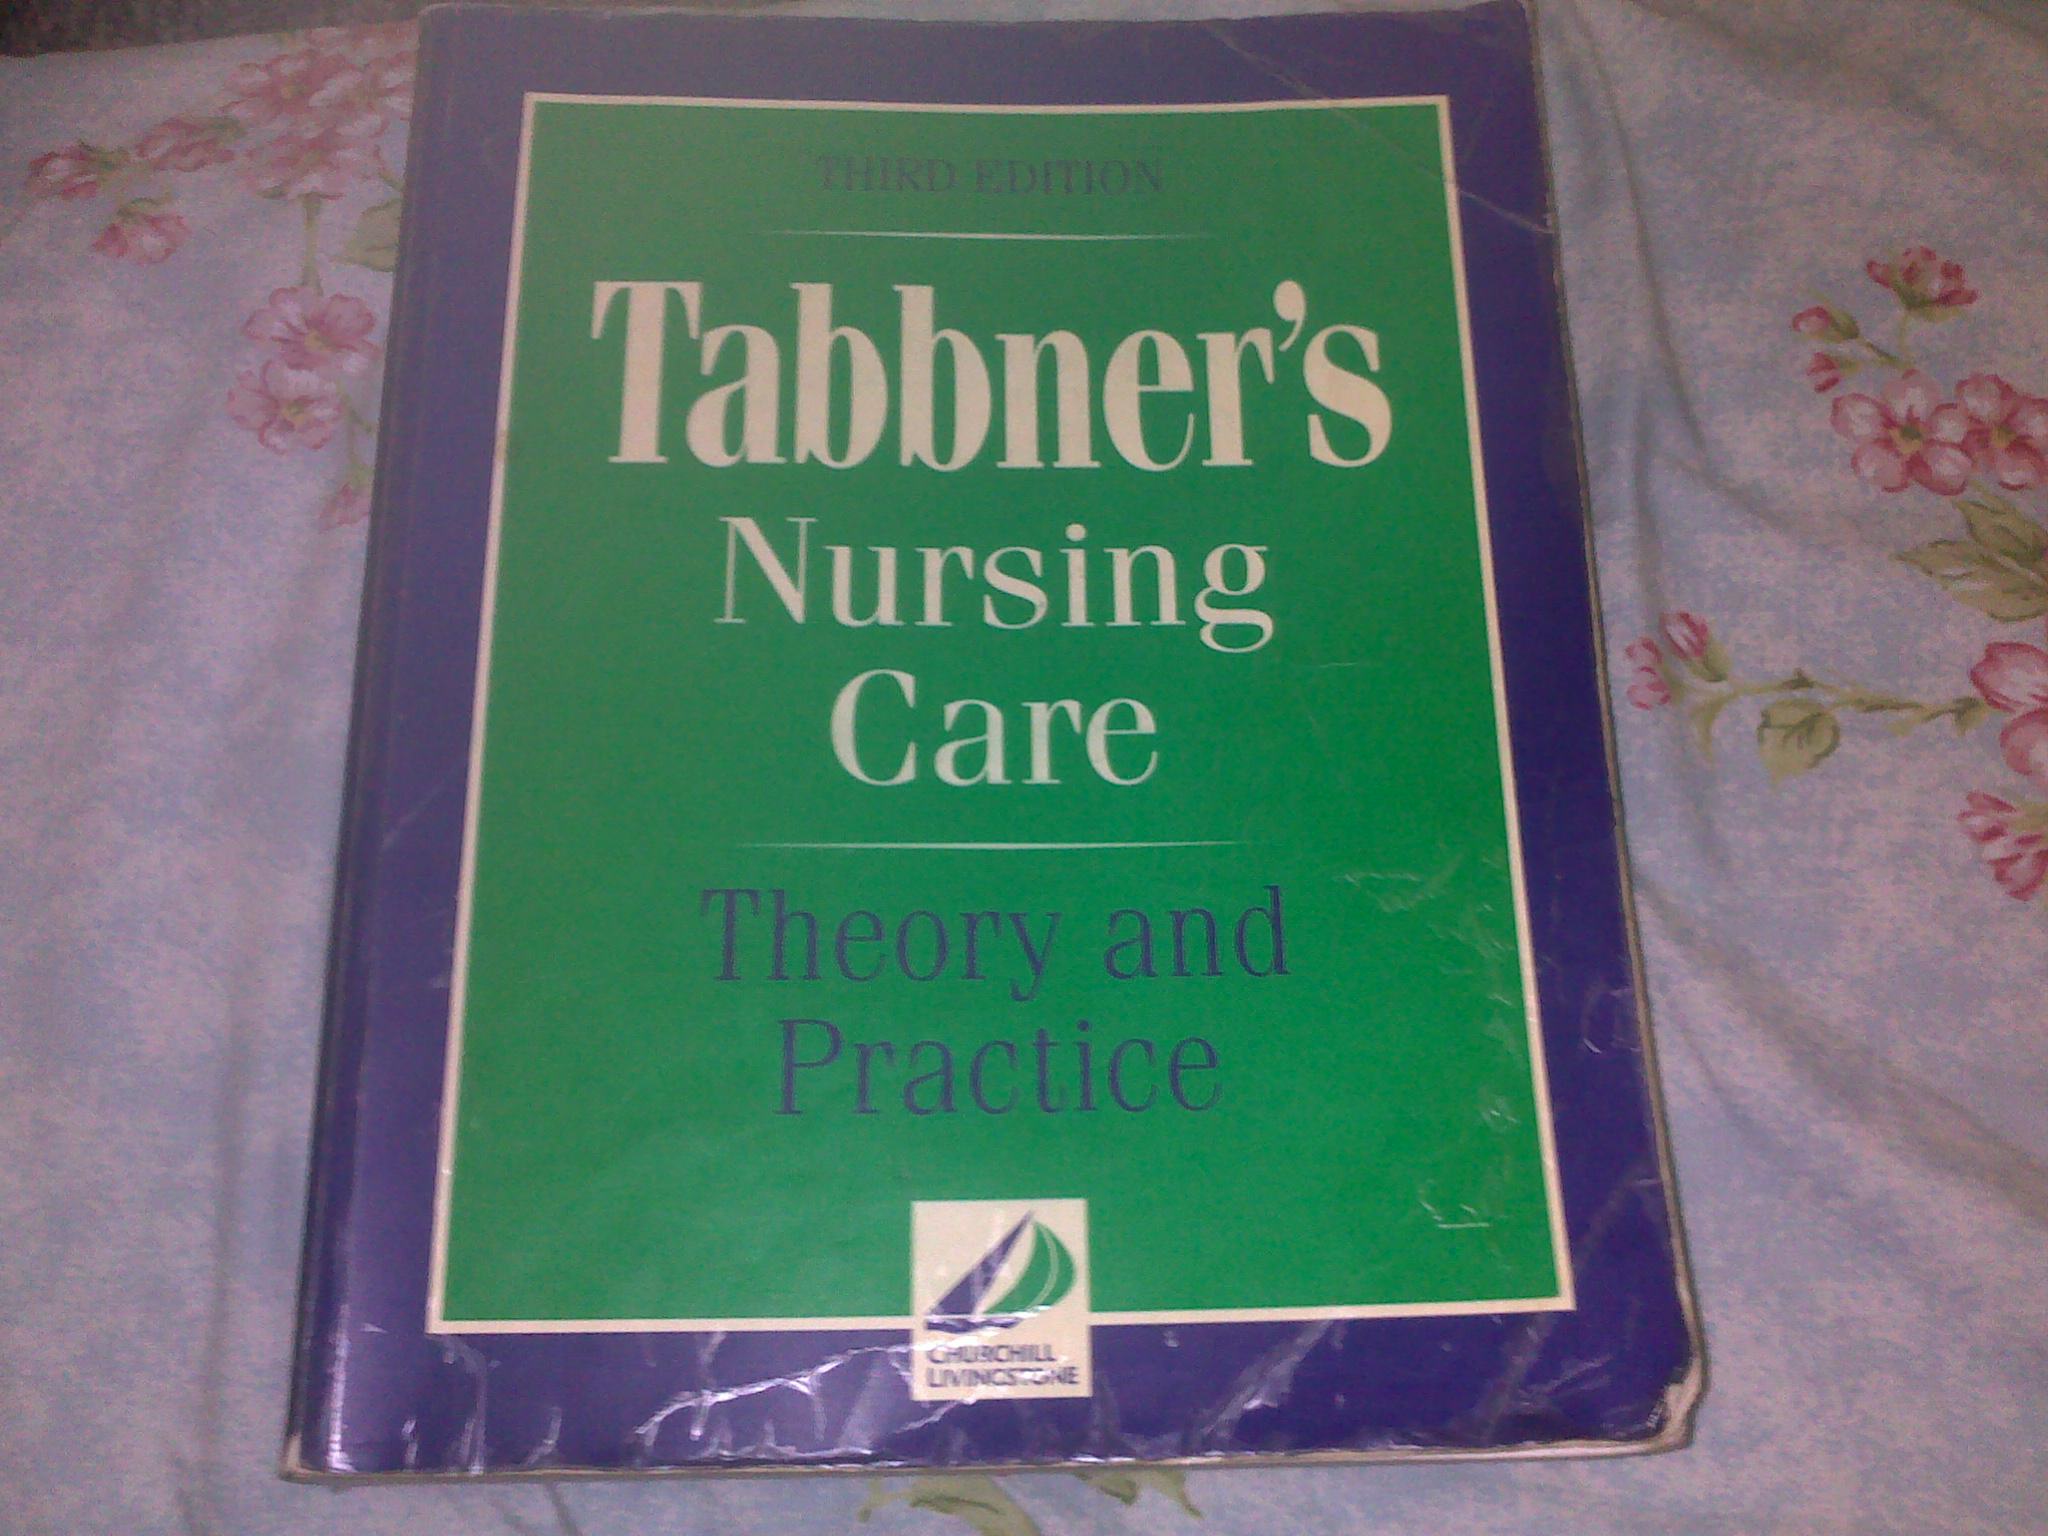 THIRD EDITION
Tabbner's
Nursing
Care
Theory and
Practice
CHURCHILL
LIVINGSTONE